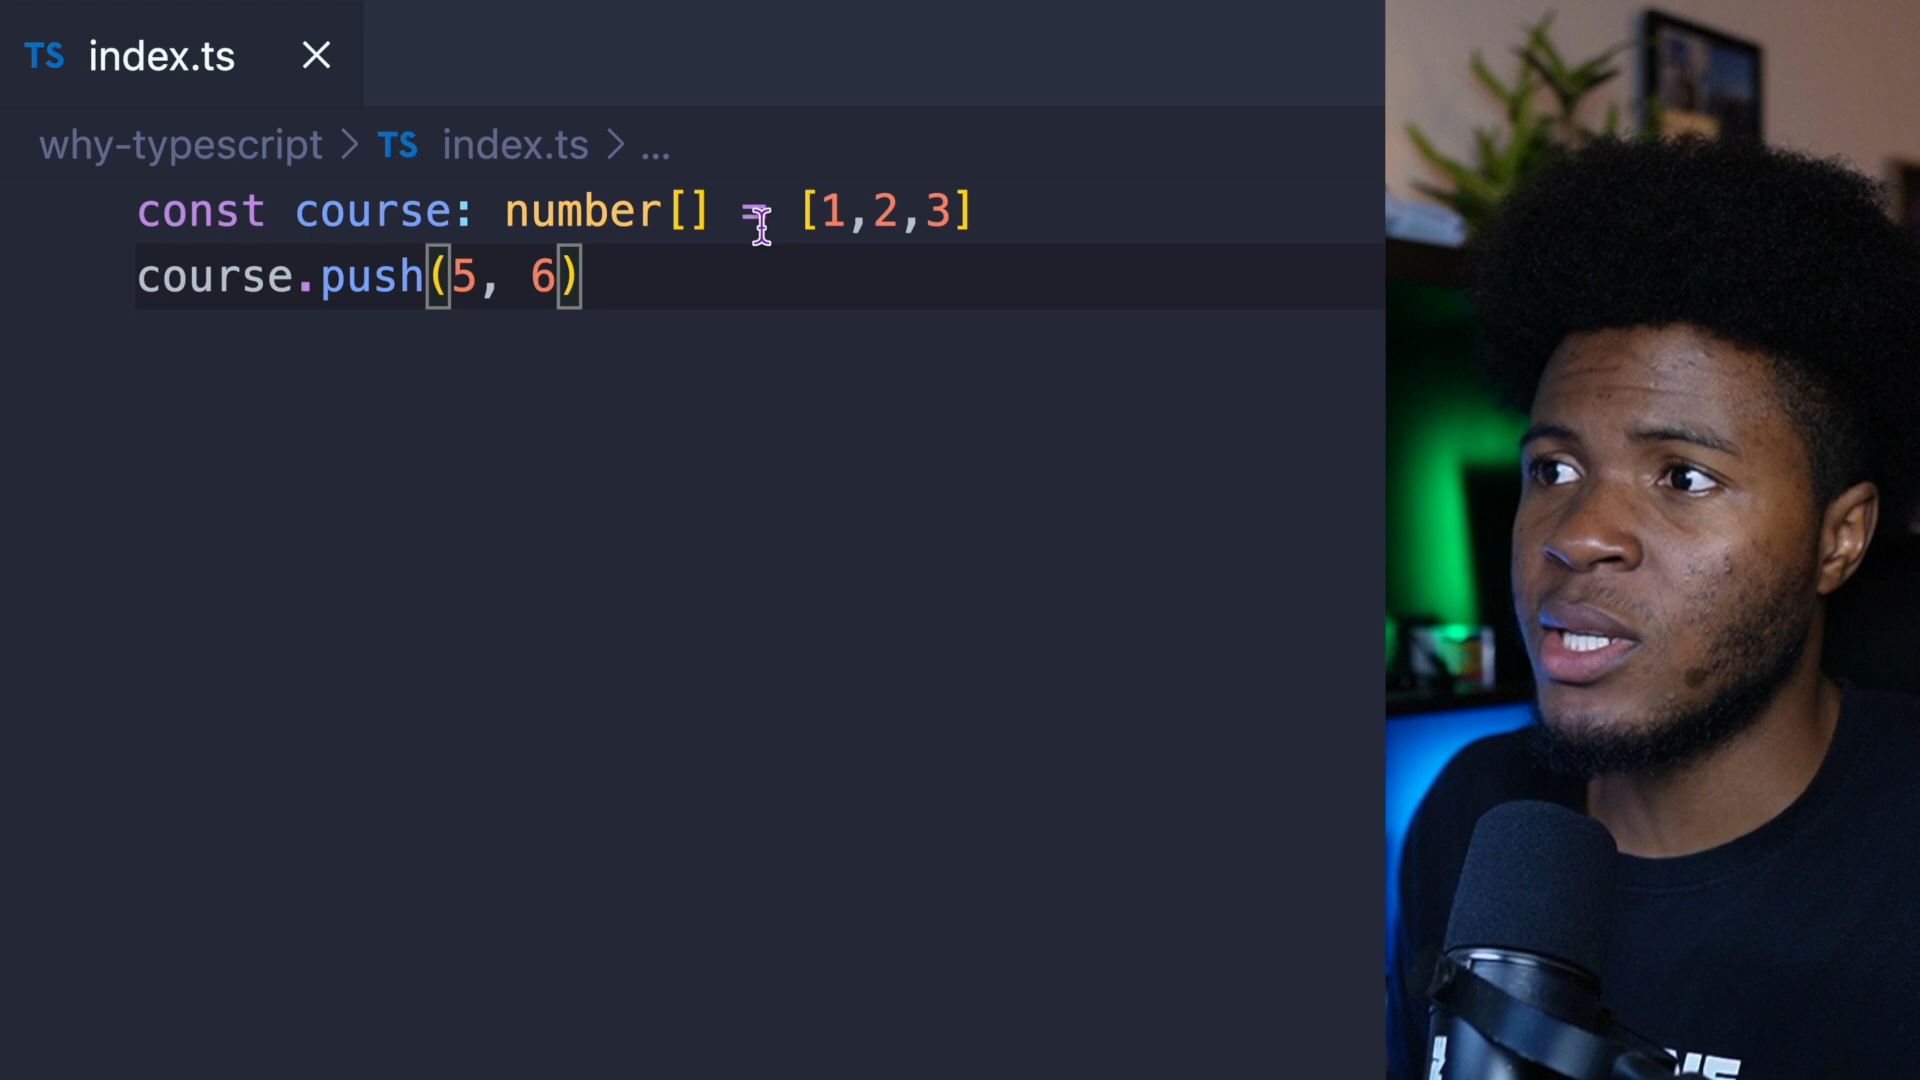 TS index.ts
why-typescript > TS index.ts > ...
const course: number[] = [1,2,3]
course.push(5, 6)